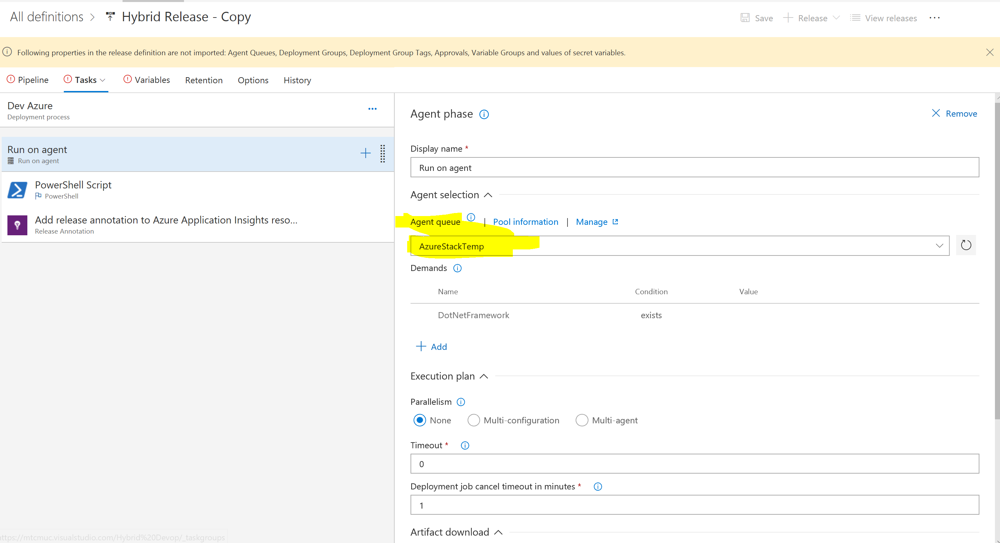 All definitions > Hybrid Release - Copy
Save Release View releases ...
Following properties in the release definition are not imported: Agent Queues, Deployment Groups, Deployment Group Tags, Approvals, Variable Groups and values of secret variables.
Pipeline Tasks Variables Retention Options History
Dev Azure
Deployment process
Run on agent
Run on agent
PowerShell Script
PowerShell
Add release annotation to Azure Application Insights reso...
Release Annotation
Agent phase
Remove
Display name *
Run on agent
Agent selection
Agent queue | Pool information | Manage
AzureStackTemp
Demands
Name Condition Value
DotNetFramework exists
Add
Execution plan
Parallelism
None Multi-configuration Multi-agent
Timeout *
0
Deployment job cancel timeout in minutes *
1
Artifact download
ttps://mtcmuc.visualstudio.com/Hybrid%20Devop/_taskgroups